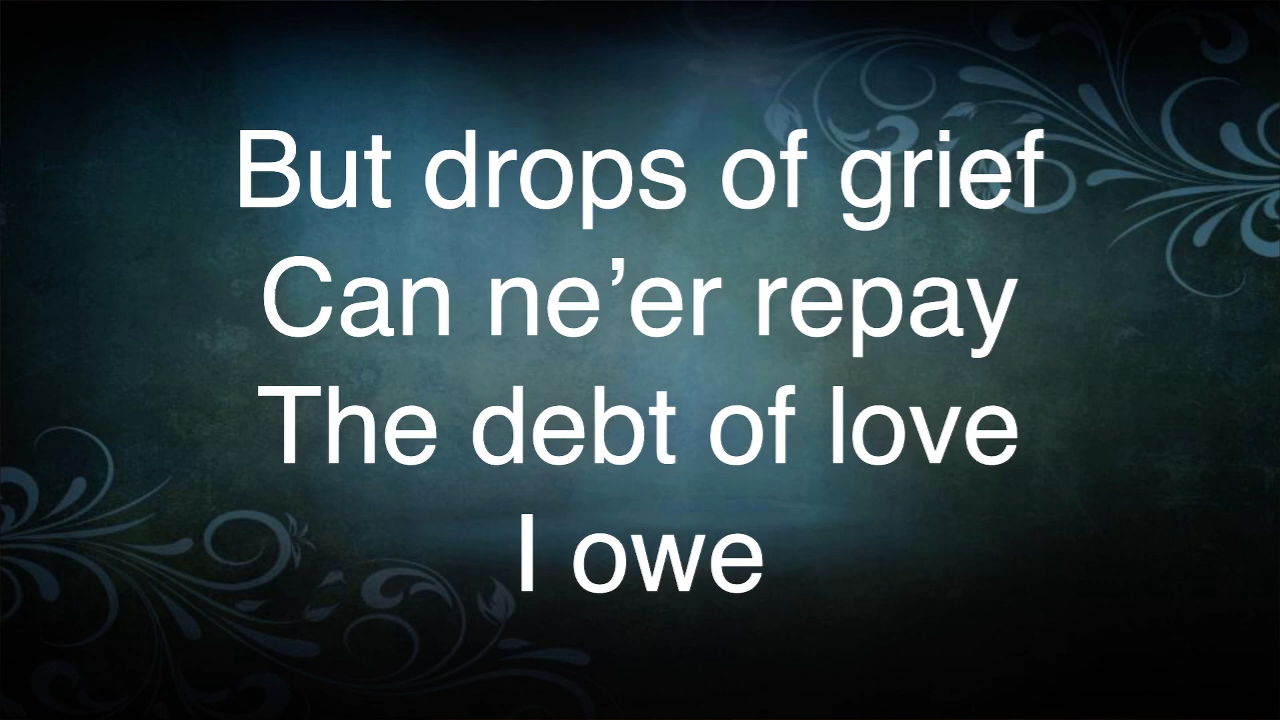 But drops of grief
Can ne’er repay
The debt of love
I owe